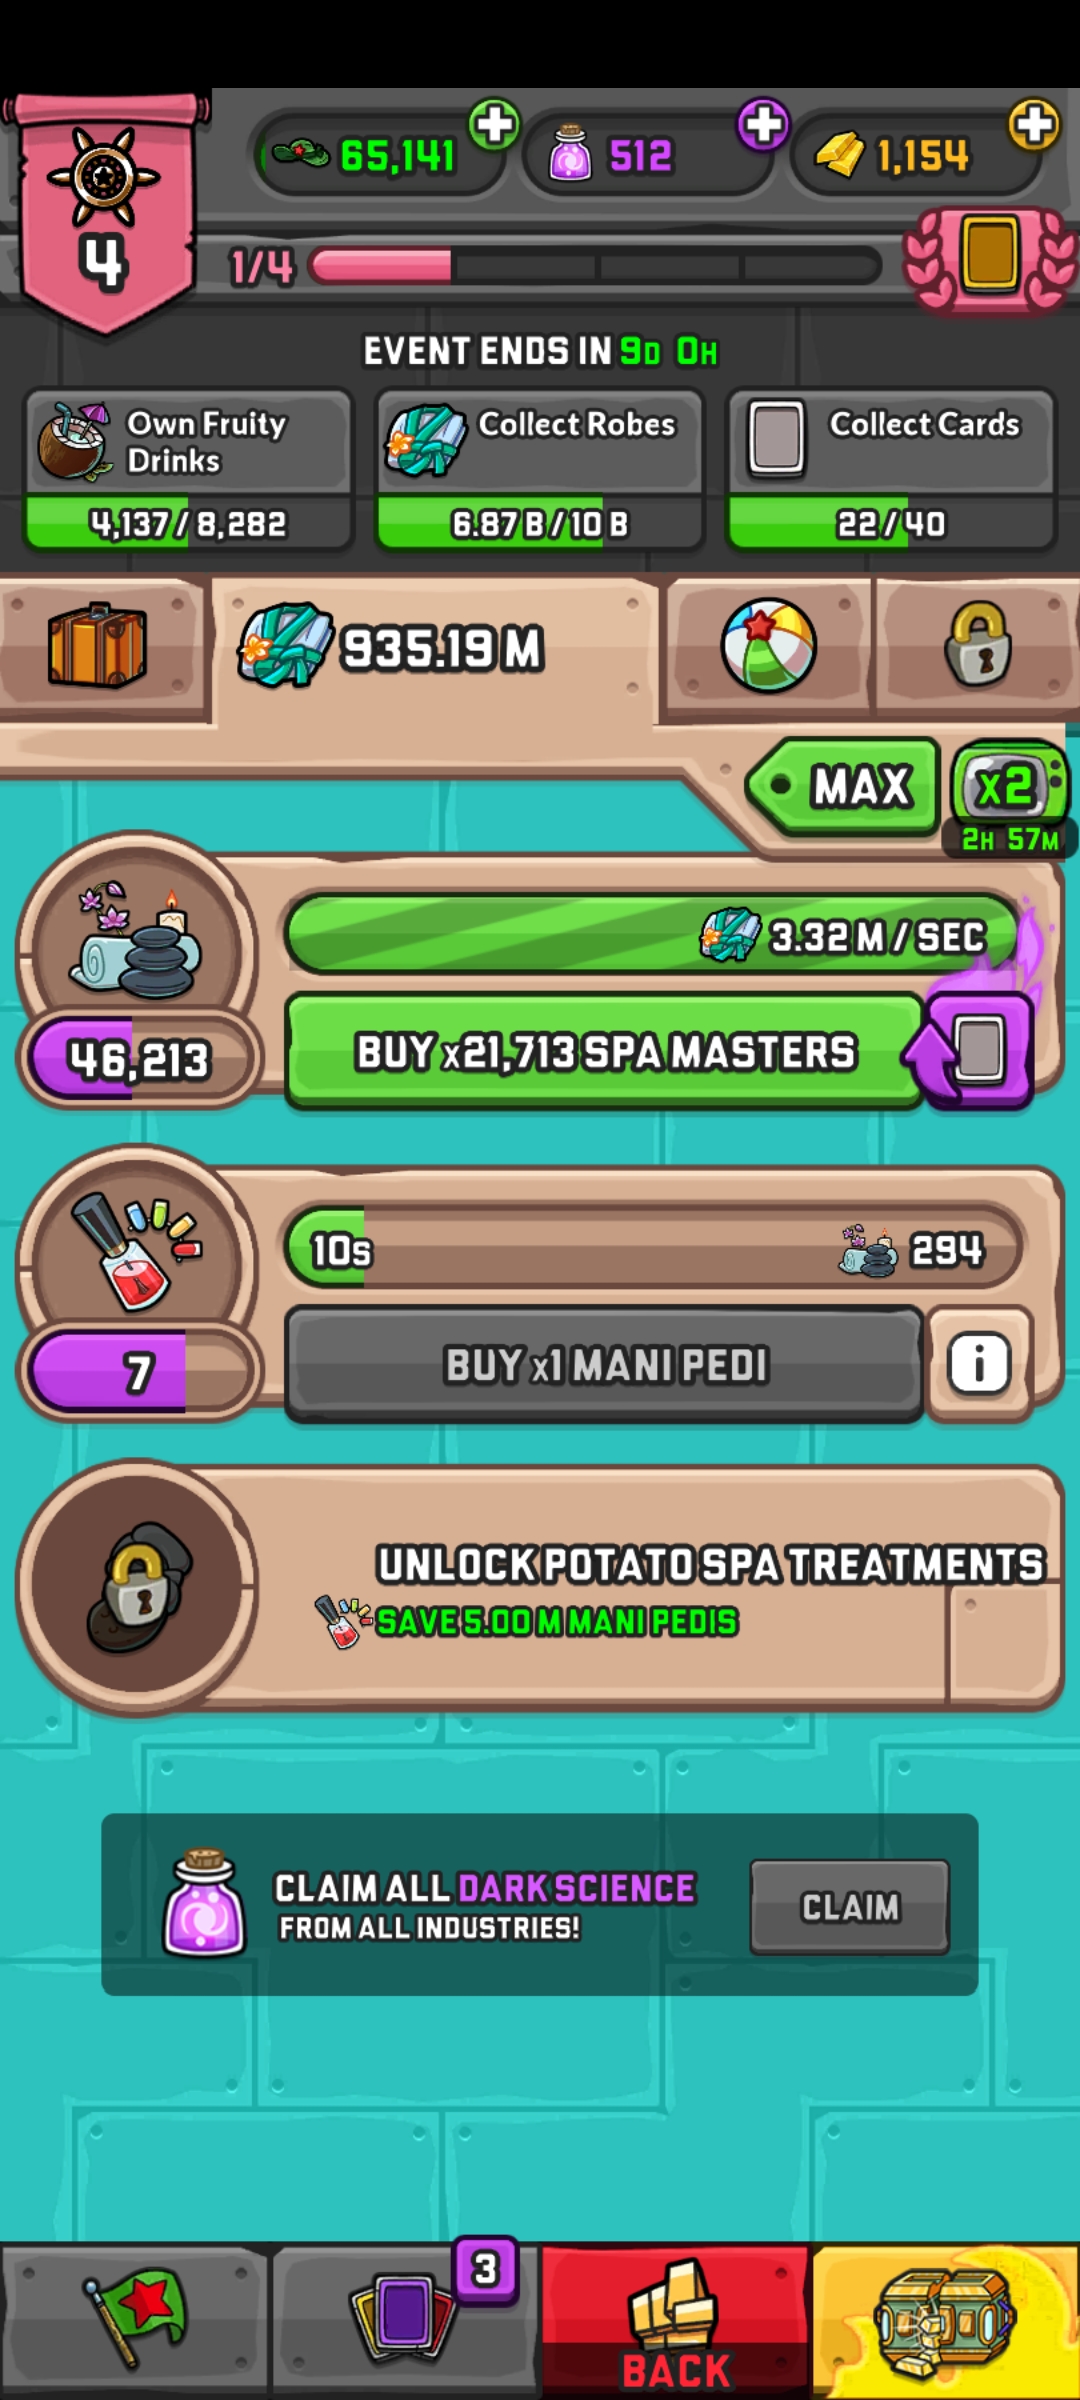 65,141
512
1,154
4
1/4
EVENT ENDS IN 9D 0H
Own Fruity
Drinks
4,137/8,282
Collect Robes
6.87 B/10 B
Collect Cards
22/40
935.19 M
MAX
x2
2H 57M
3.32 M / SEC
46,213
BUY x21,713 SPA MASTERS
10s
294
7
BUY x1 MANI PEDI
i
UNLOCK POTATO SPA TREATMENTS
SAVE 5.00 M MANI PEDIS
CLAIM ALL DARK SCIENCE
FROM ALL INDUSTRIES!
CLAIM
3
BACK